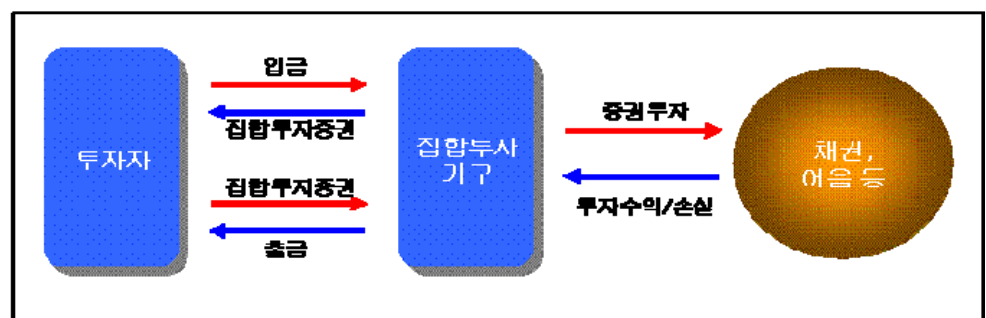 투자자
입금
집합투자증권
집합투자증권
출금
집합투자
기구
증권투자
투자수익/손실
채권,
어음 등